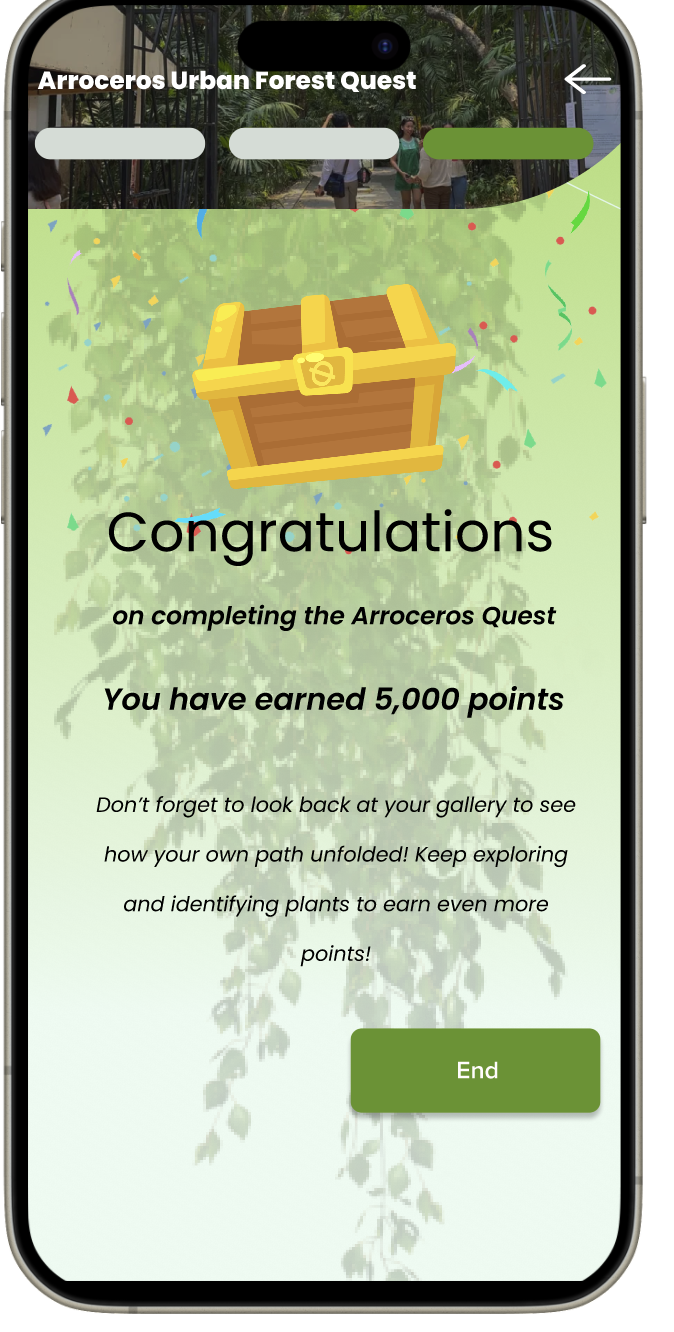 Arroceros Urban Forest Quest
Congratulations
on completing the Arroceros Quest
You have earned 5,000 points
Don’t forget to look back at your gallery to see
how your own path unfolded! Keep exploring
and identifying plants to earn even more
points!
End